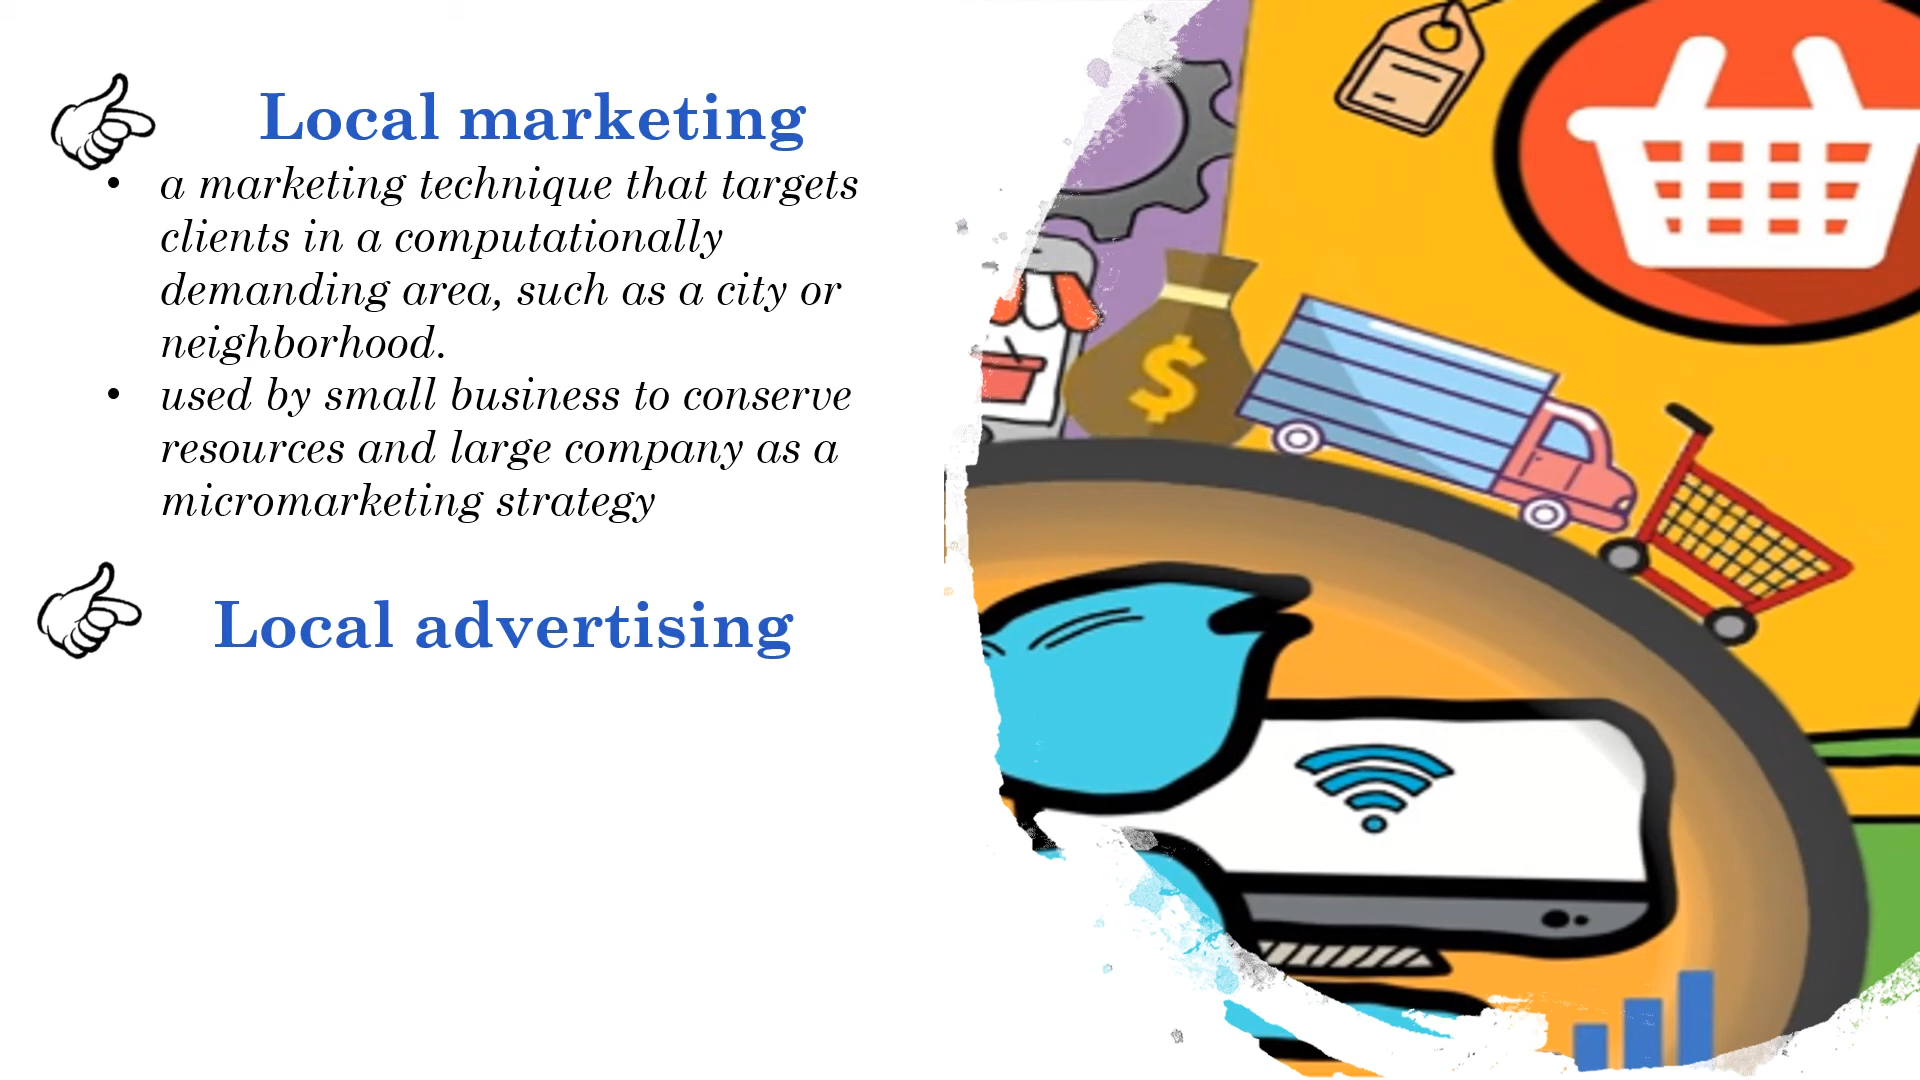 Local marketing
• a marketing technique that targets
clients in a computationally
demanding area, such as a city or
neighborhood.
• used by small business to conserve
resources and large company as a
micromarketing strategy
Local advertising
$